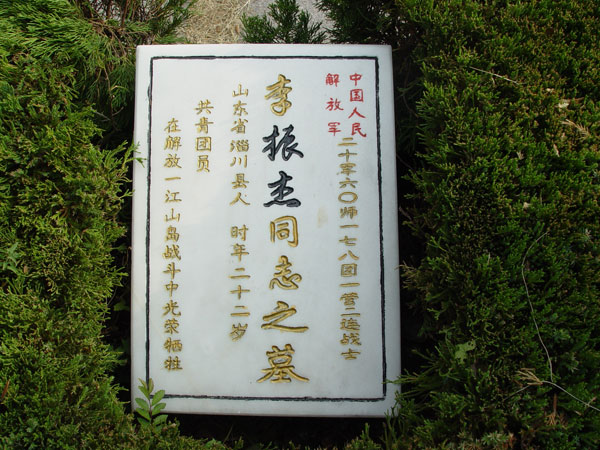 中国人民
解放军
二十军六〇师一七八团一营二连战士
李振杰同志之墓
山东省淄川县人 时年二十二岁
共青团员
在解放一江山岛战斗中光荣牺牲